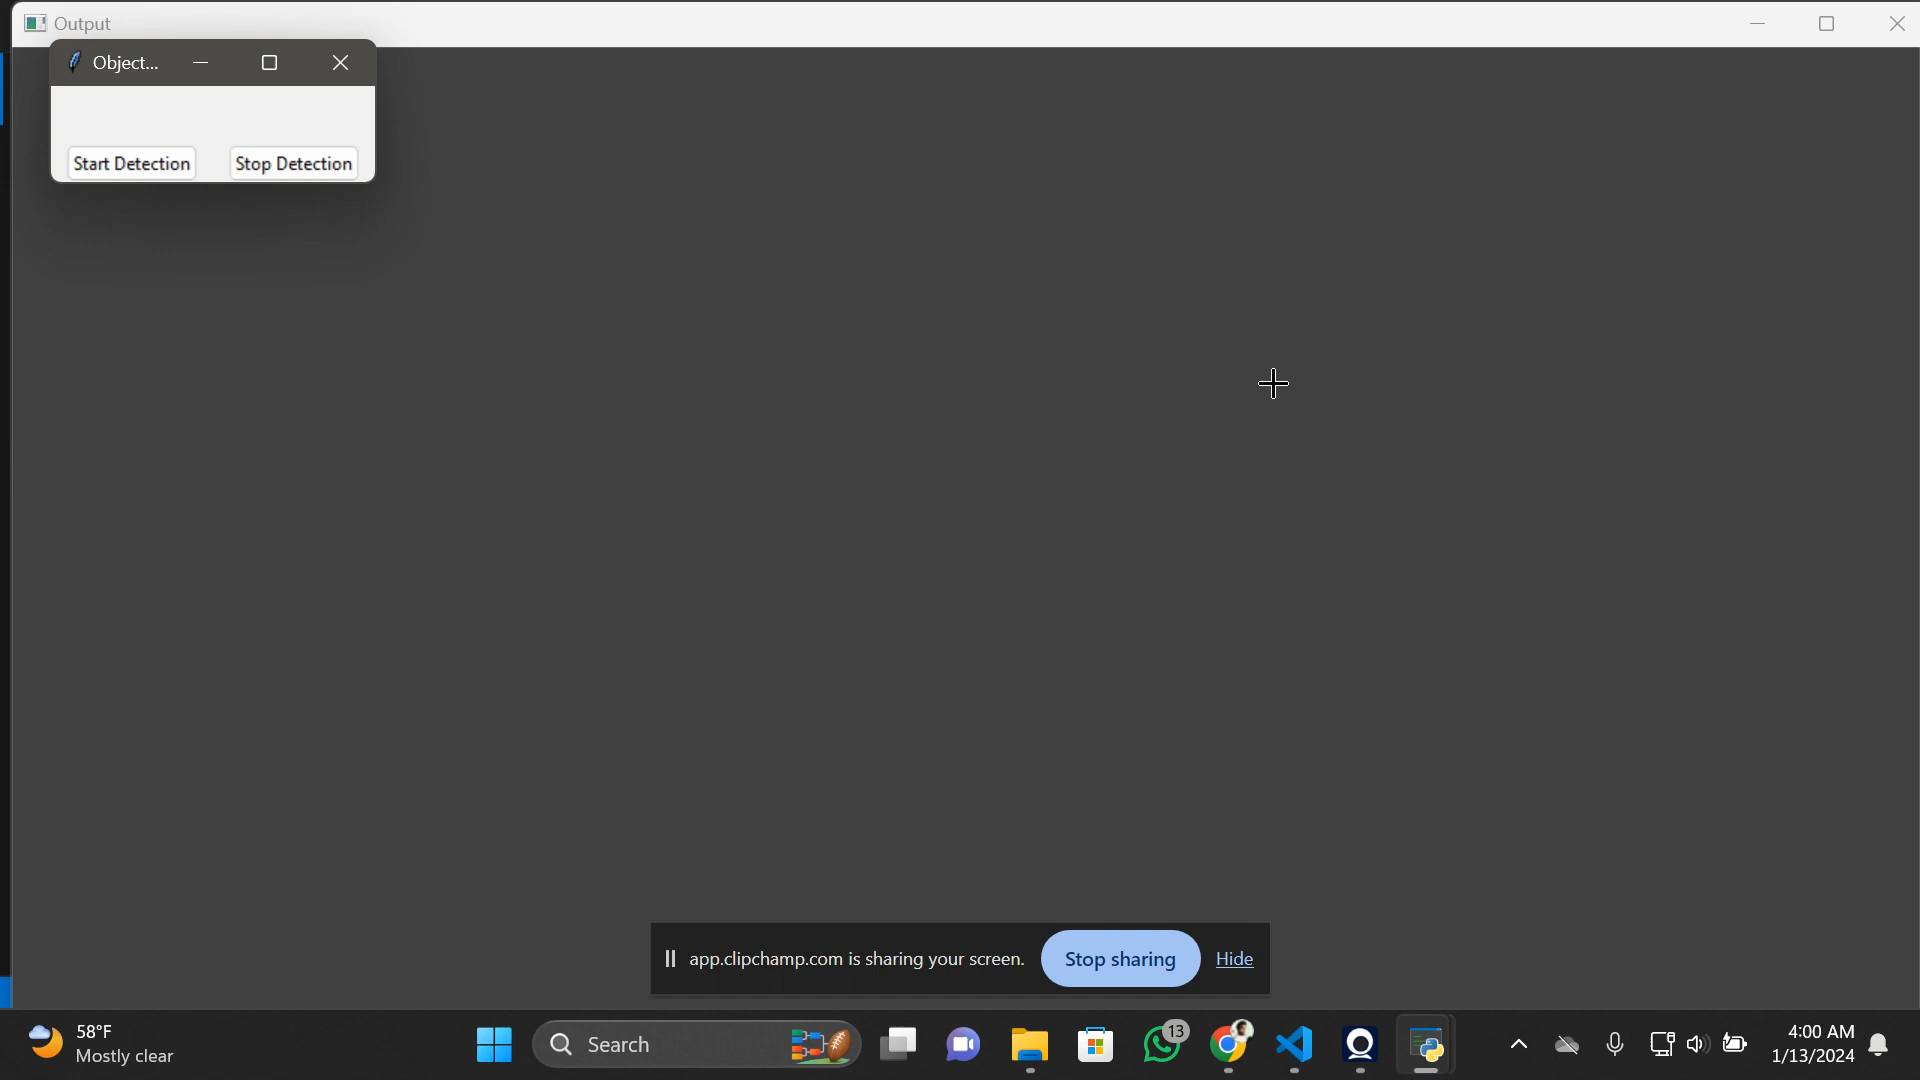 Output
Object...
Start Detection
Stop Detection
app.clipchamp.com is sharing your screen.
Stop sharing
Hide
58°F
Mostly clear
Search
13
4:00 AM
1/13/2024